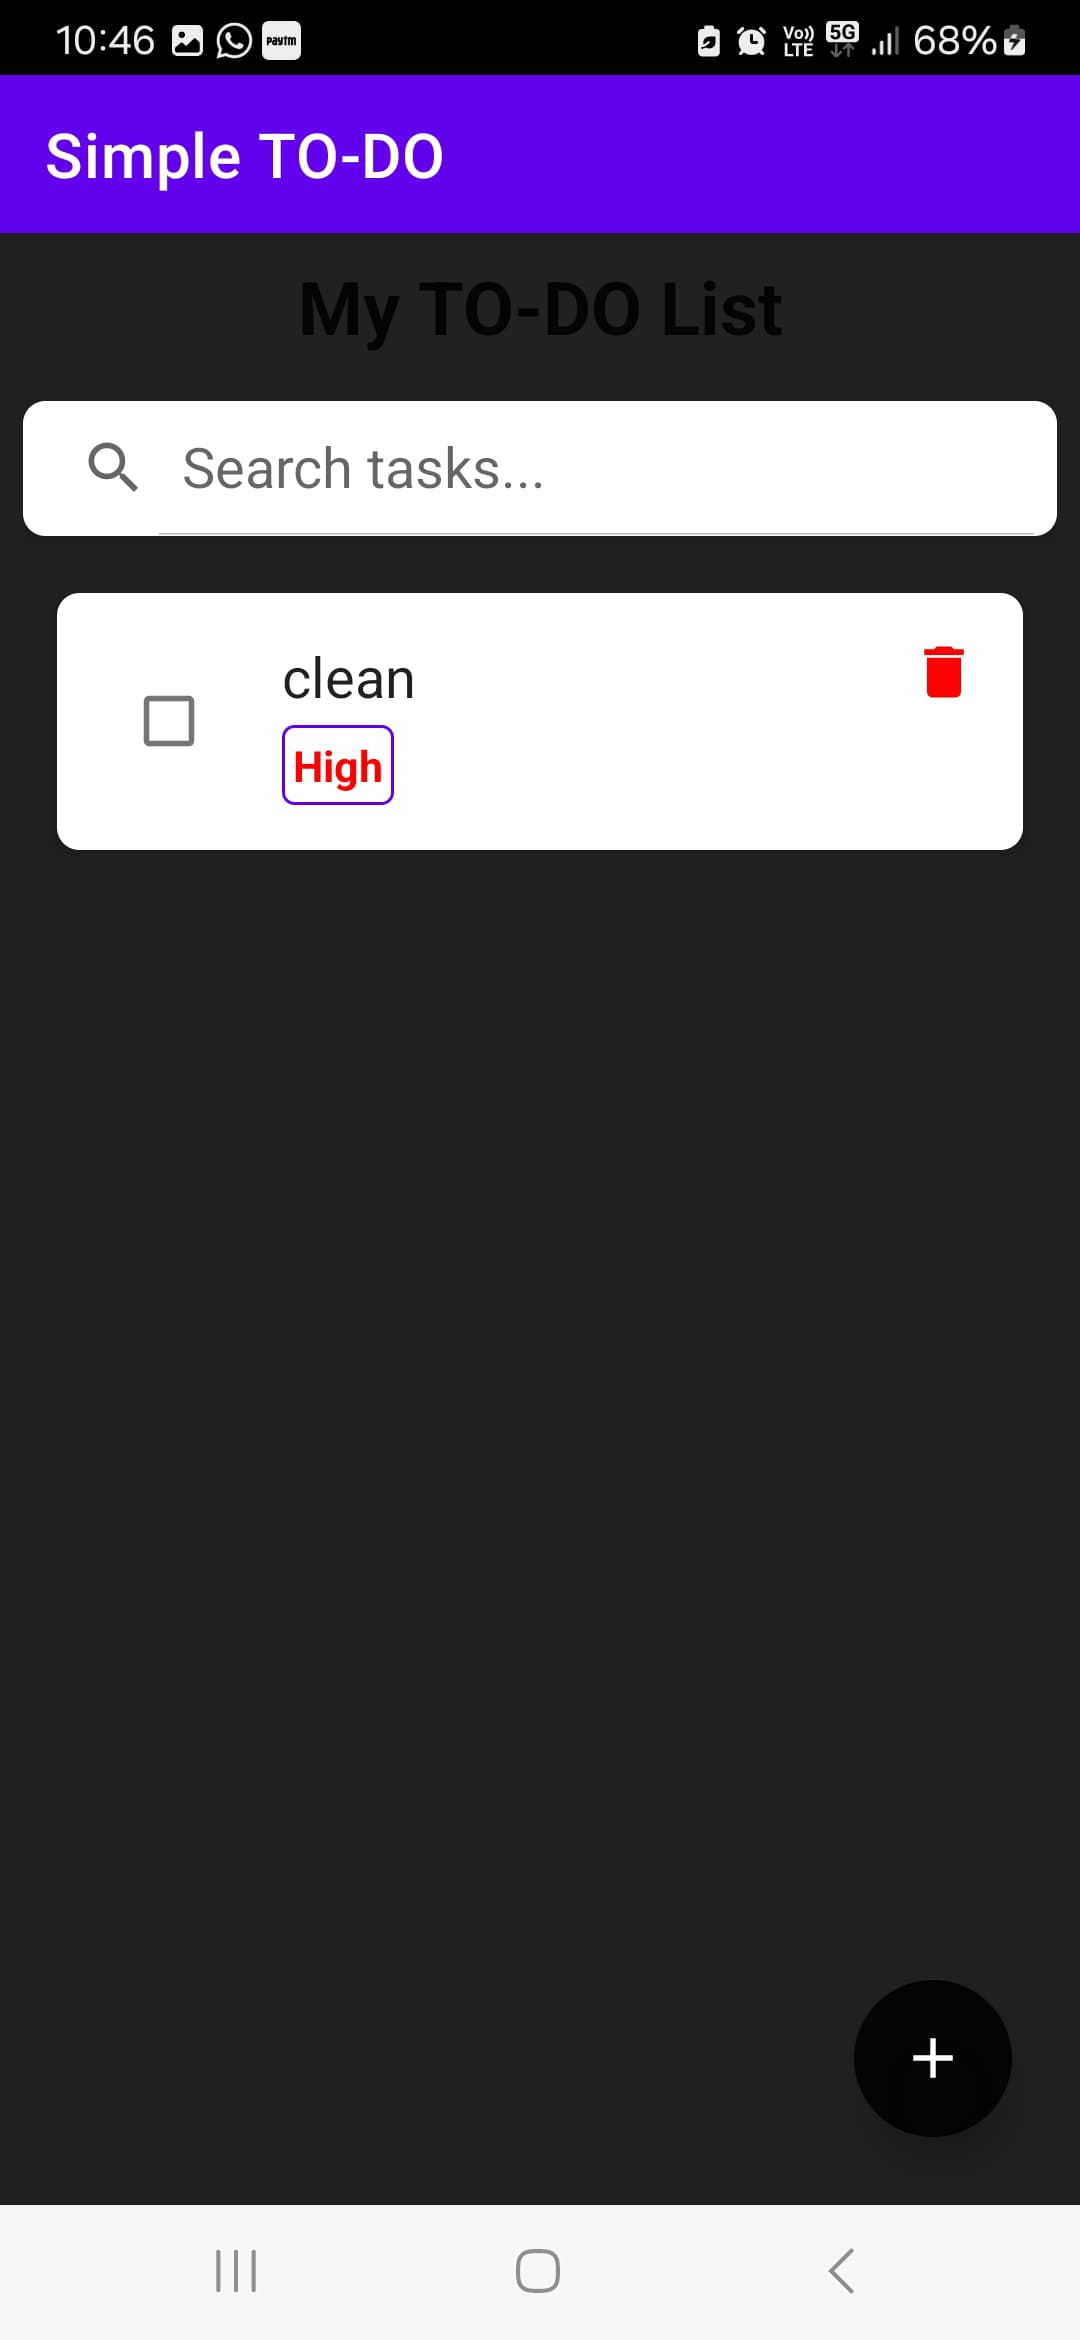 10:46 Paytm Vo)) LTE 5G 68%
Simple TO-DO
My TO-DO List
Search tasks...
clean
High